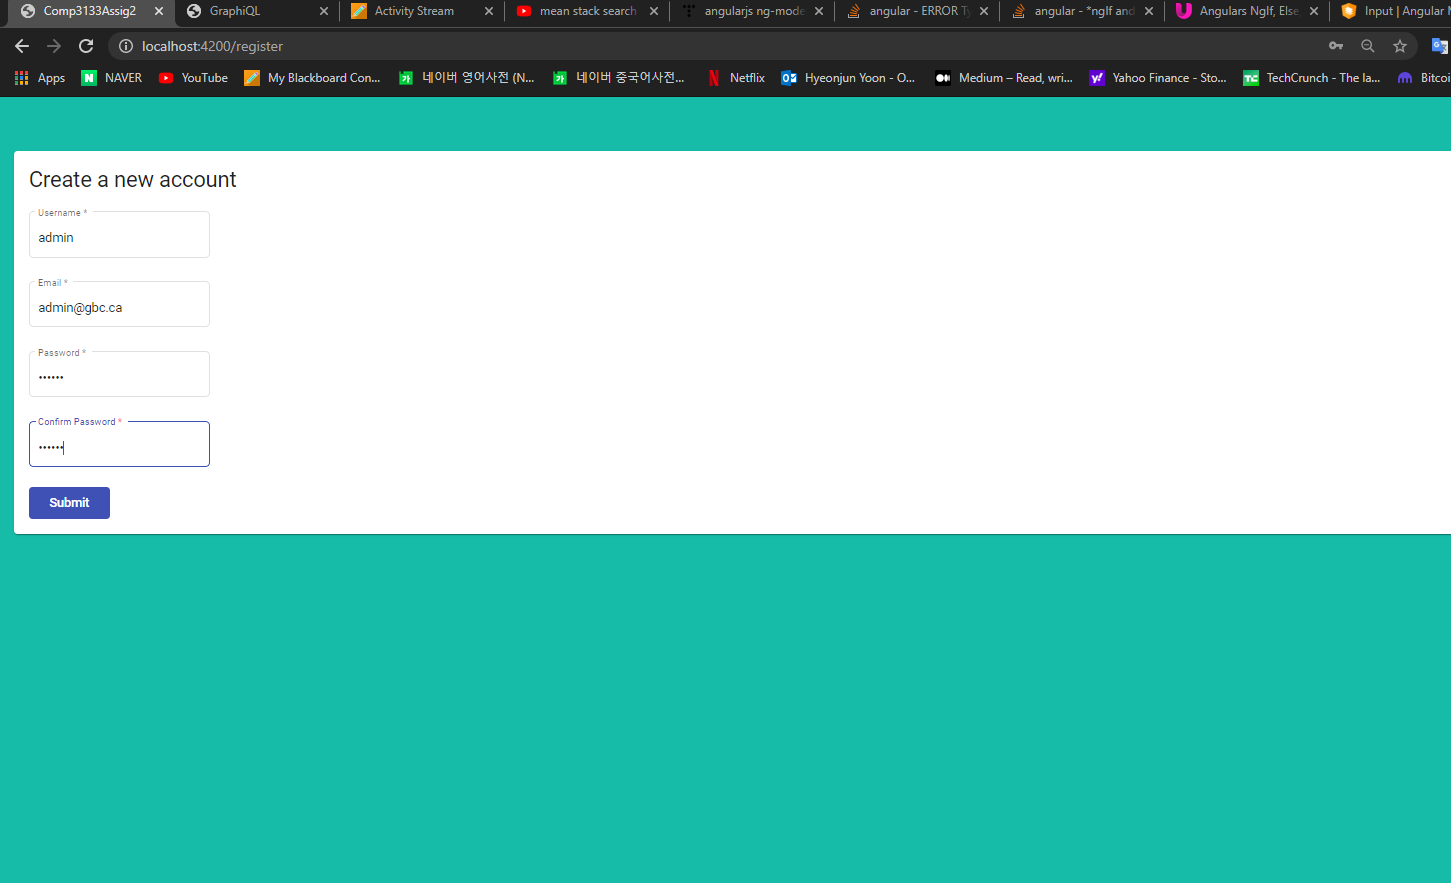 Comp3133Assig2 GraphiQL Activity Stream mean stack search angularjs ng-mode angular - ERROR Ty angular - *ngIf and Angulars NgIf, Else Input | Angular M
localhost:4200/register
Apps NAVER YouTube My Blackboard Con... 네이버 영어사전 (N... 네이버 중국어사전... Netflix Hyeonjun Yoon - O... Medium – Read, wri... Yahoo Finance - Sto... TechCrunch - The la... Bitcoi
Create a new account
Username *
admin
Email *
admin@gbc.ca
Password *
••••••
Confirm Password *
••••••
Submit